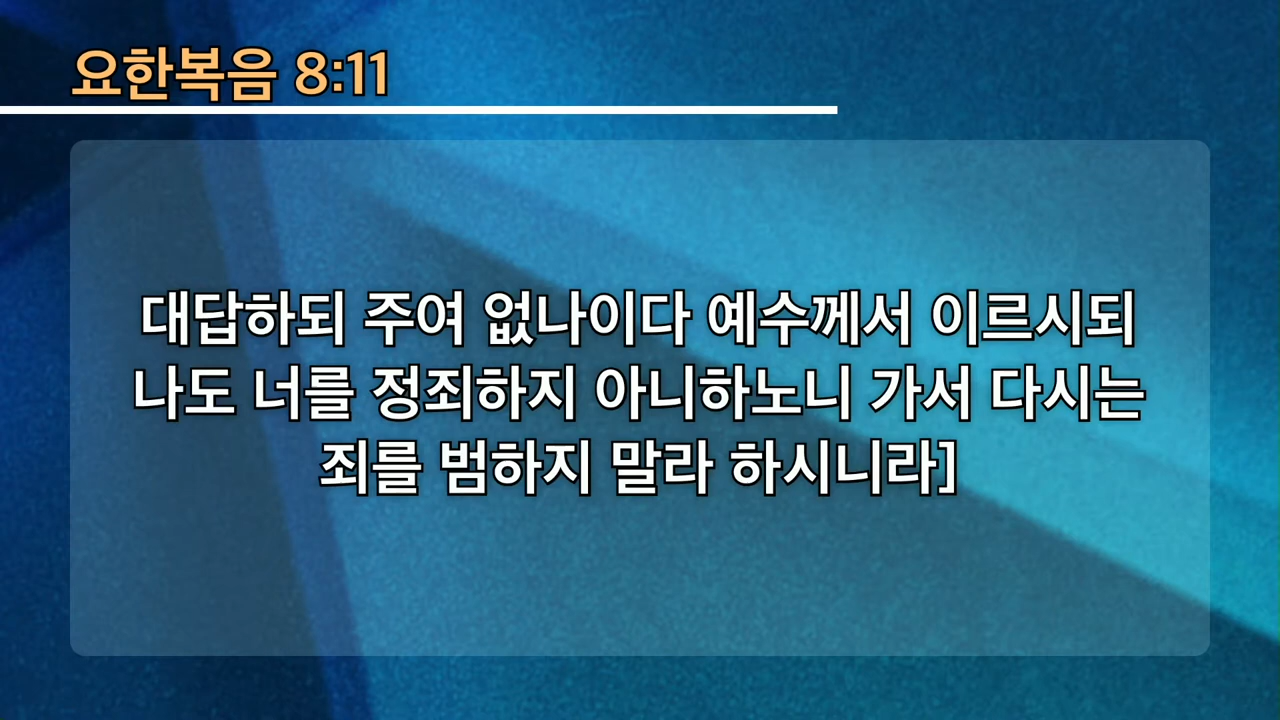 요한복음 8:11
대답하되 주여 없나이다 예수께서 이르시되
나도 너를 정죄하지 아니하노니 가서 다시는
죄를 범하지 말라 하시니라]